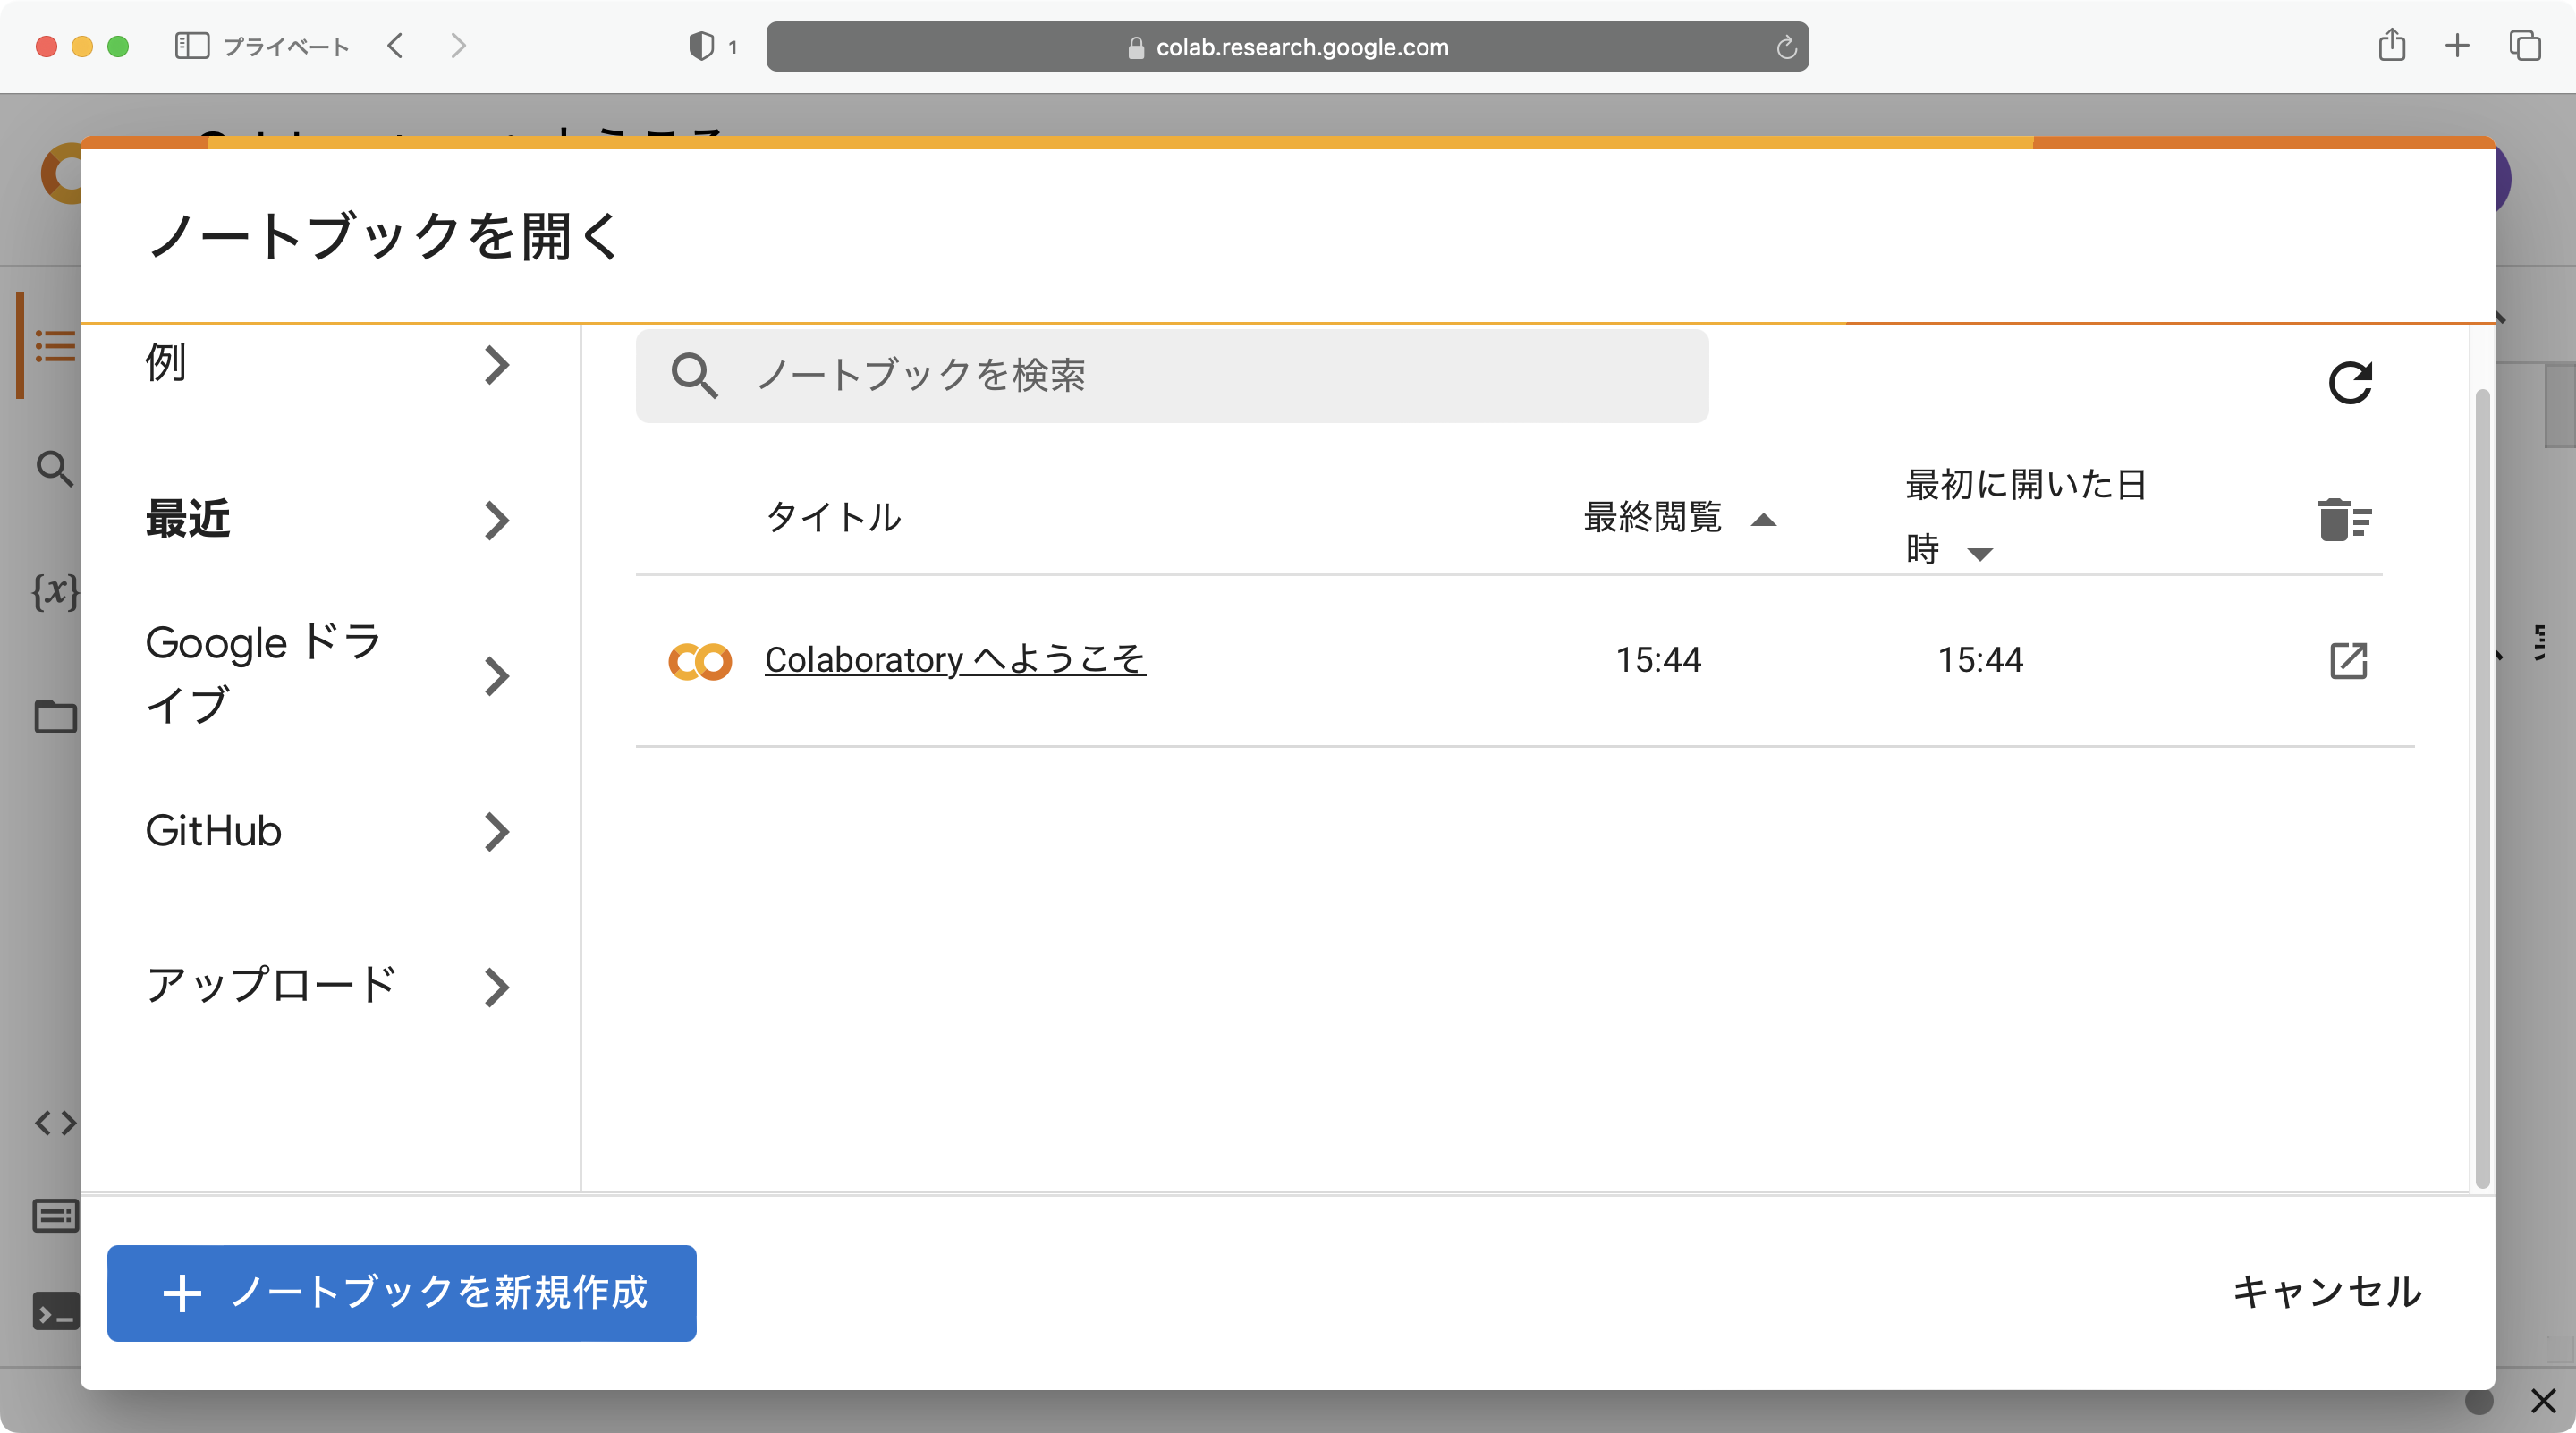 プライベート
1
colab.research.google.com
ノートブックを開く
例
ノートブックを検索
最近
タイトル
最終閲覧
最初に開いた日
時
{x}
Google ドラ
イブ
Colaboratory へようこそ
15:44
15:44
GitHub
アップロード
ノートブックを新規作成
キャンセル